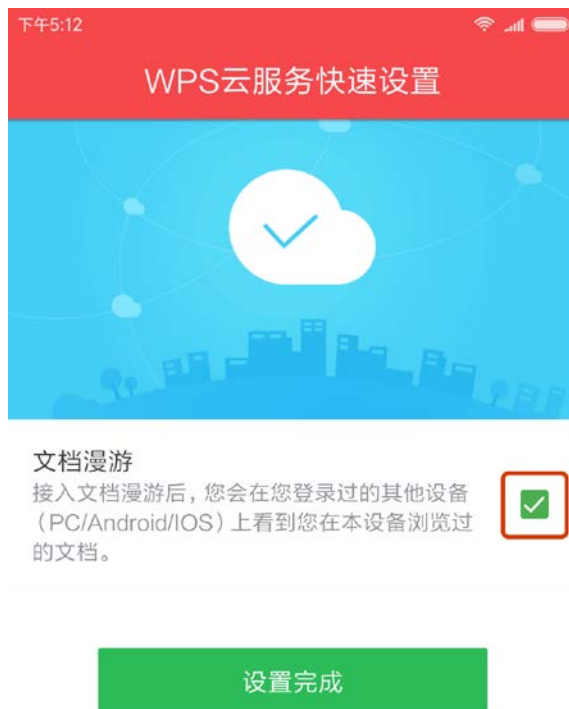 下午5:12
WPS云服务快速设置
文档漫游
接入文档漫游后，您会在您登录过的其他设备
（PC/Android/IOS）上看到您在本设备浏览过
的文档。
设置完成